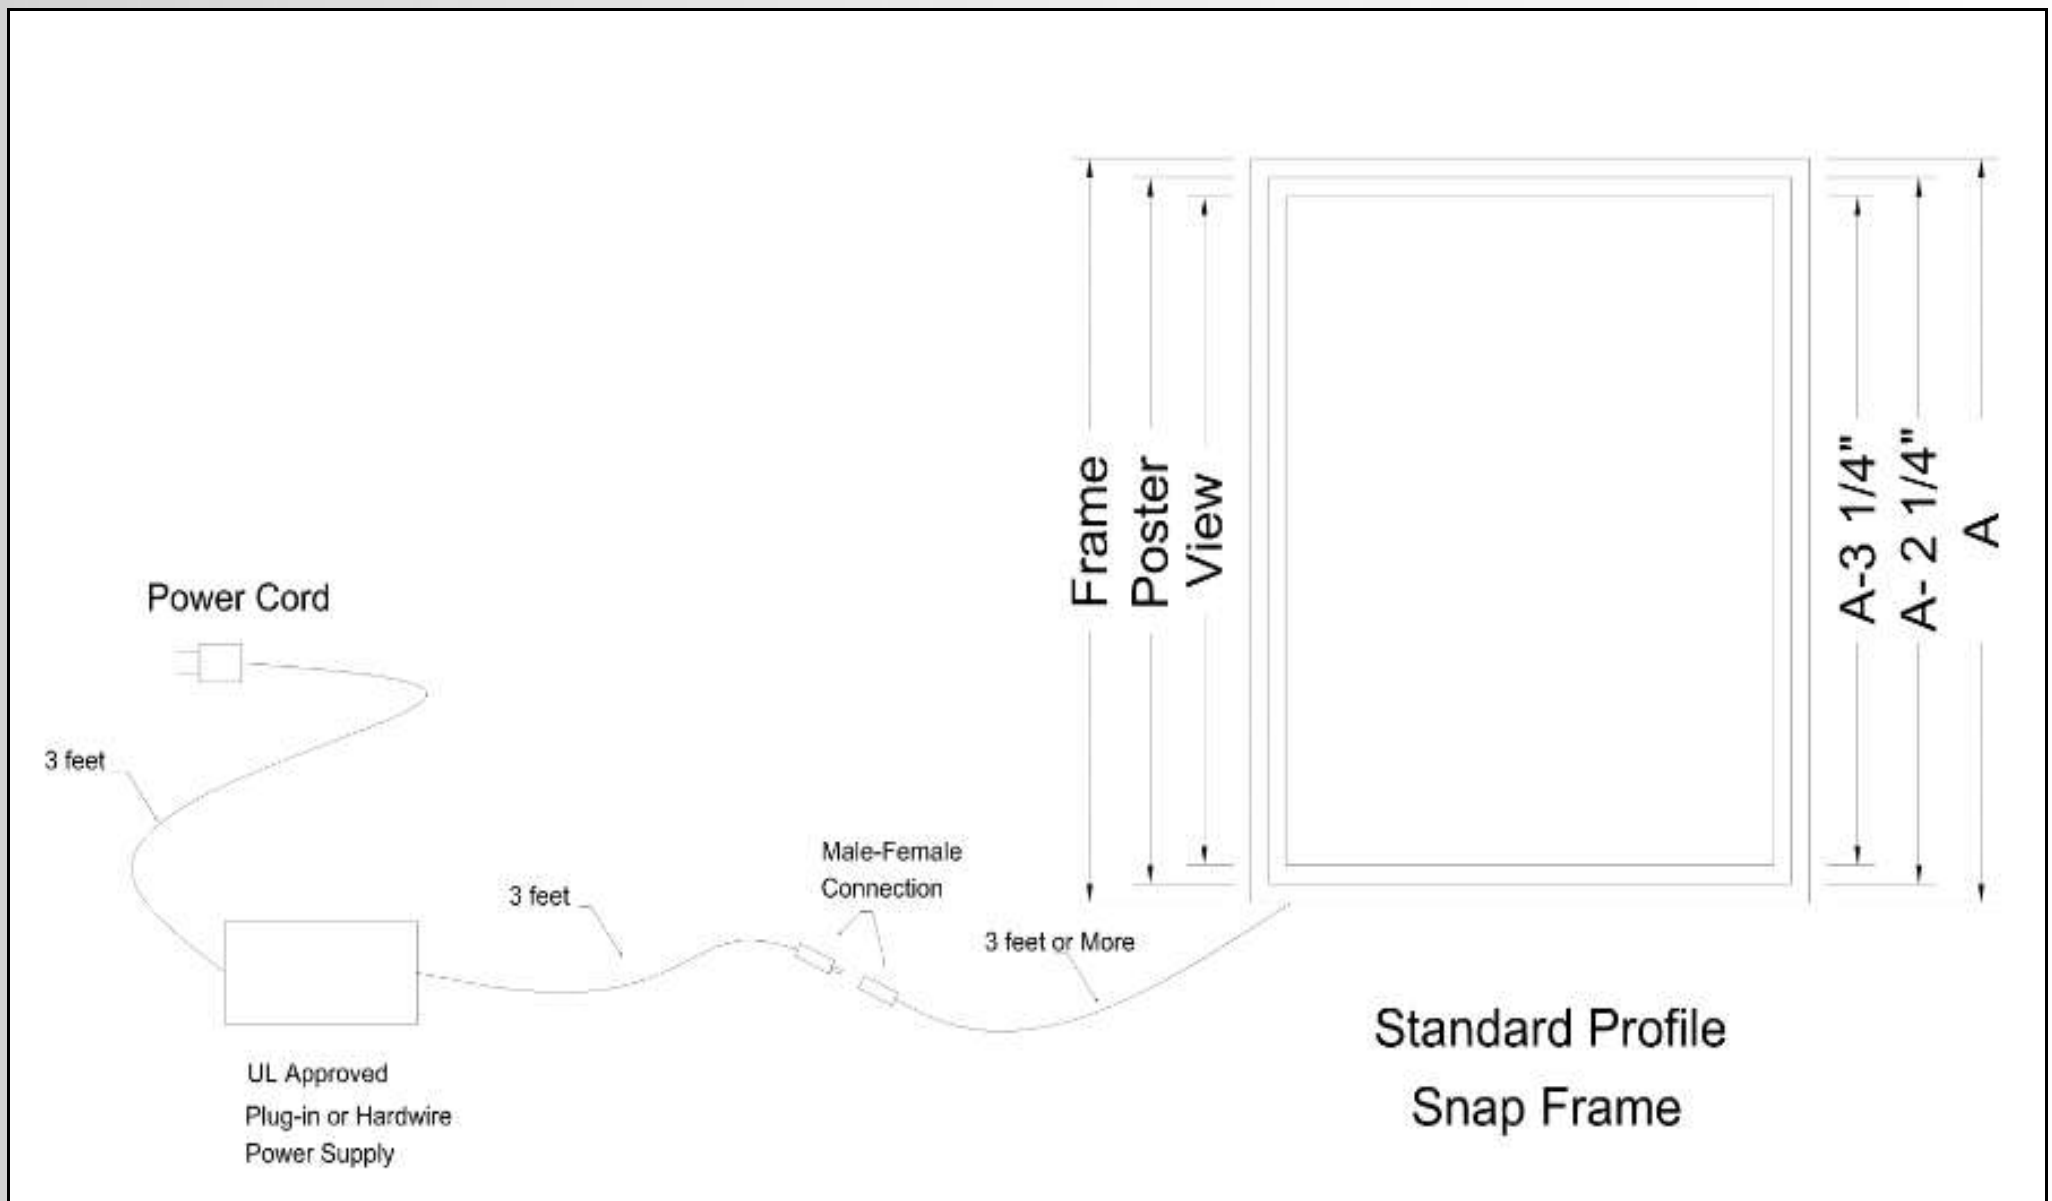 Frame
Poster
View
A-3 1/4"
A- 2 1/4"
A
Power Cord
3 feet
3 feet
Male-Female
Connection
3 feet or More
UL Approved
Plug-in or Hardwire
Power Supply
Standard Profile
Snap Frame